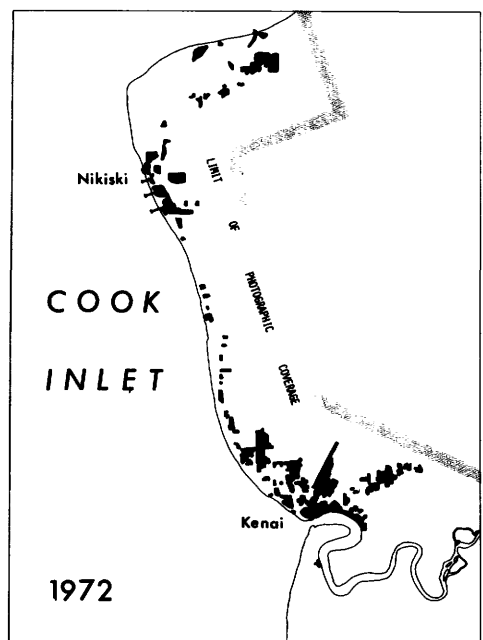 Nikiski
LIMIT
OF
PHOTOGRAPHIC
COVERAGE
COOK
INLET
Kenai
1972